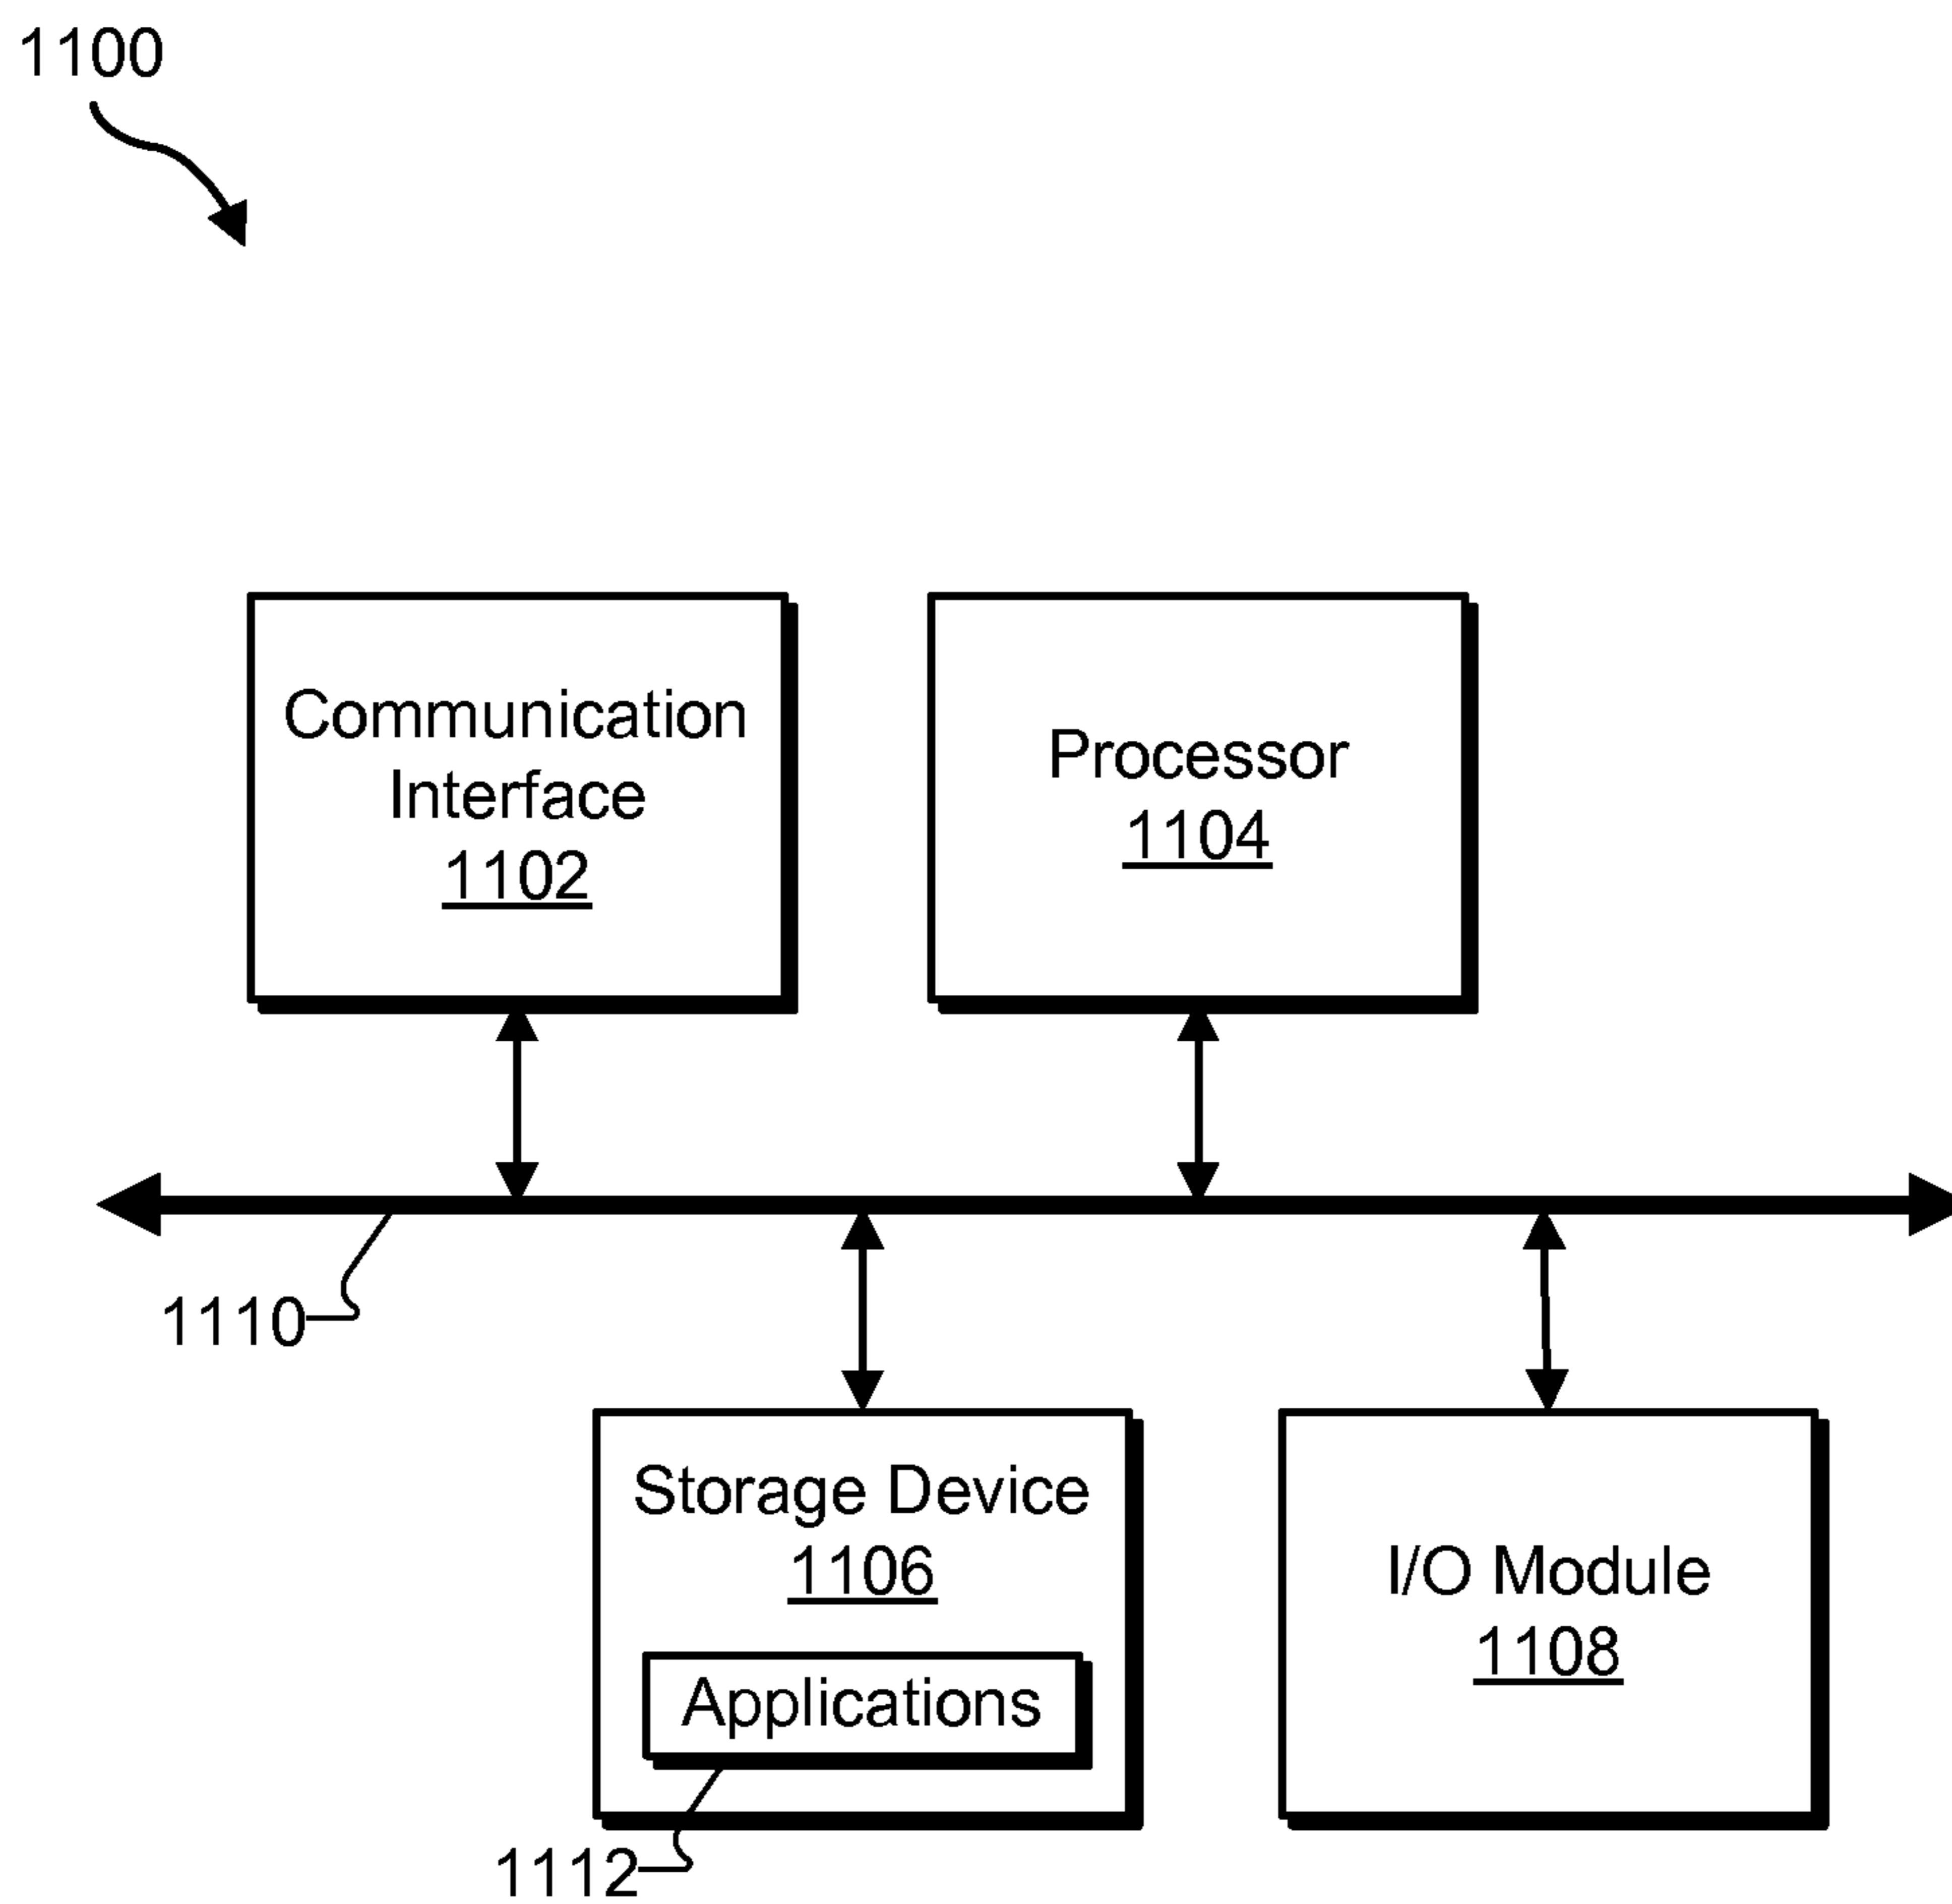 1100
Communication
Interface
1102
Processor
1104
1110
Storage Device
1106
Applications
1112
I/O Module
1108